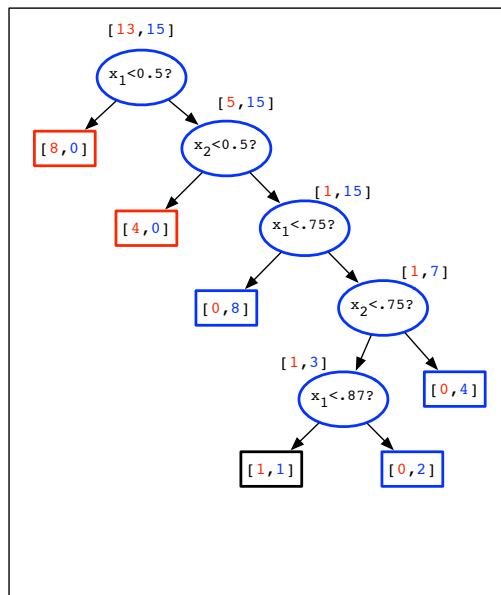 [13,15]
x1<0.5?
[5,15]
[8,0]
x2<0.5?
[1,15]
[4,0]
x1<.75?
[1,7]
[0,8]
x2<.75?
[1,3]
[0,4]
x1<.87?
[1,1]
[0,2]